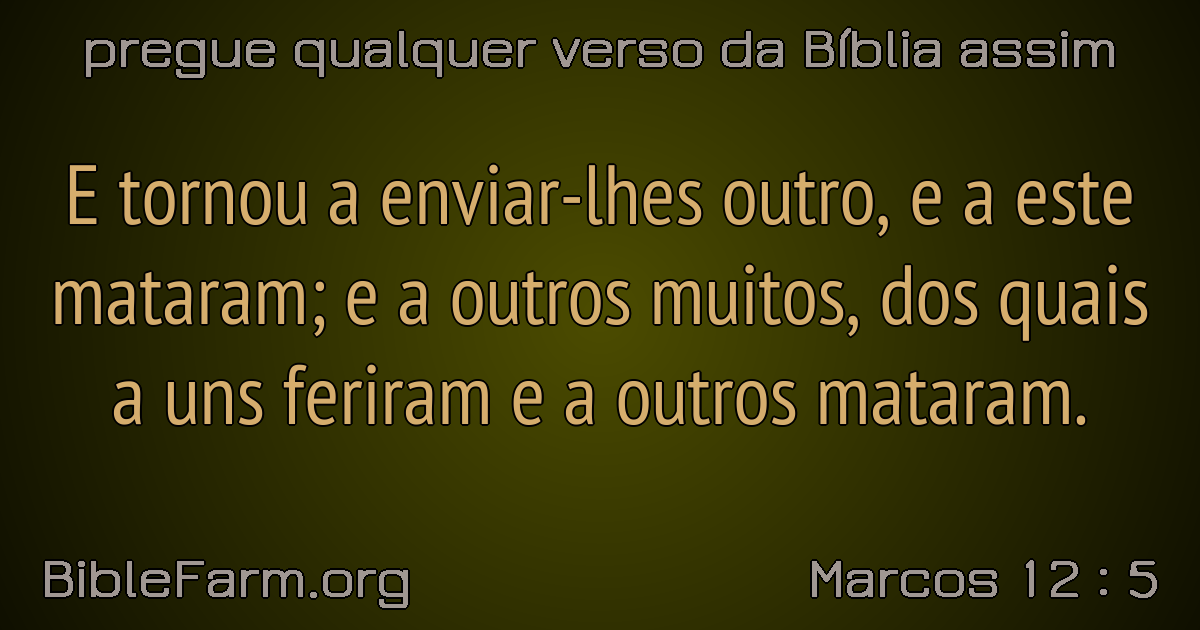 pregue qualquer verso da Bíblia assim
E tornou a enviar-lhes outro, e a este
mataram; e a outros muitos, dos quais
a uns feriram e a outros mataram.
BibleFarm.org
Marcos 12 : 5